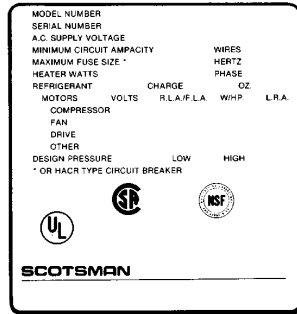 MODEL NUMBER
SERIAL NUMBER
A.C. SUPPLY VOLTAGE
MINIMUM CIRCUIT AMPACITY WIRES
MAXIMUM FUSE SIZE * HERTZ
HEATER WATTS PHASE
REFRIGERANT CHARGE OZ.
MOTORS VOLTS R.L.A./F.L.A. W/HP. L.R.A.
COMPRESSOR
FAN
DRIVE
OTHER
DESIGN PRESSURE LOW HIGH
* OR HACR TYPE CIRCUIT BREAKER
SA
NSF
UL
SCOTSMAN